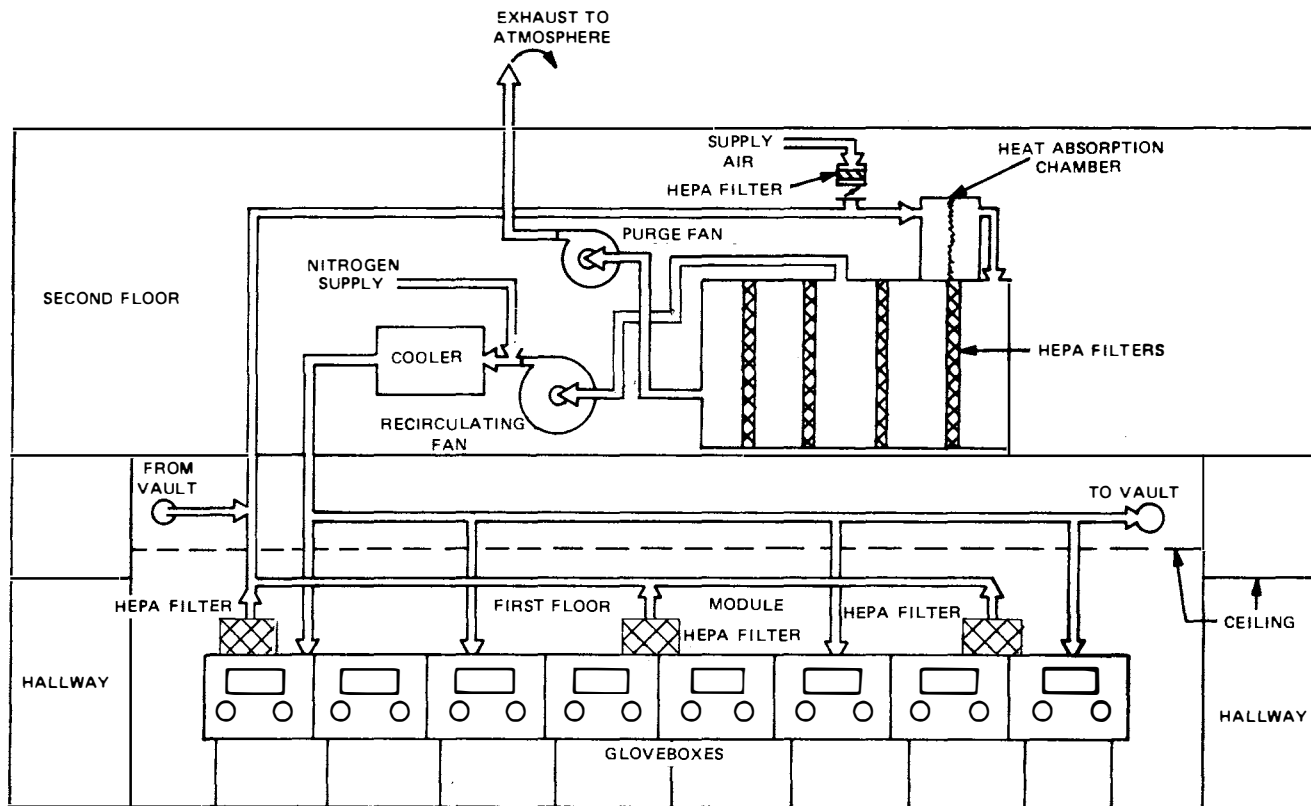 EXHAUST TO
ATMOSPHERE
SUPPLY
AIR
HEAT ABSORPTION
CHAMBER
HEPA FILTER
PURGE FAN
NITROGEN
SUPPLY
SECOND FLOOR
COOLER
HEPA FILTERS
RECIRCULATING
FAN
FROM
VAULT
TO VAULT
HEPA FILTER
FIRST FLOOR
MODULE
HEPA FILTER
HEPA FILTER
CEILING
HALLWAY
HALLWAY
GLOVEBOXES